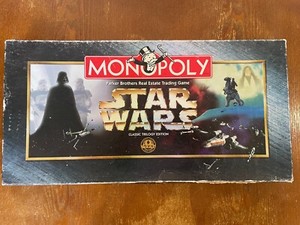 MONOPOLY
Parker Brothers Real Estate Trading Game
STAR
WARS
CLASSIC TRILOGY EDITION